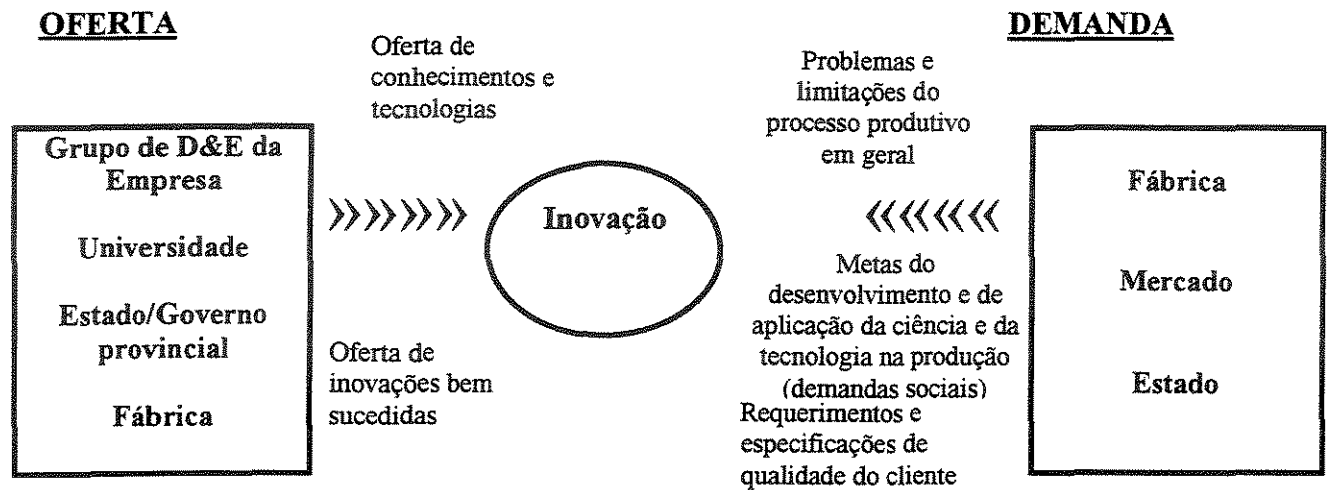 OFERTA
Oferta de
conhecimentos e
tecnologias
Grupo de D&E da
Empresa
Universidade
Estado/Governo
provincial
Fábrica
»»»»
Oferta de
inovações bem
sucedidas
Inovação
DEMANDA
Problemas e
limitações do
processo produtivo
em geral
‹‹‹‹‹‹‹
Metas do
desenvolvimento e de
aplicação da ciência e da
tecnologia na produção
(demandas sociais)
Requerimentos e
especificações de
qualidade do cliente
Fábrica
Mercado
Estado